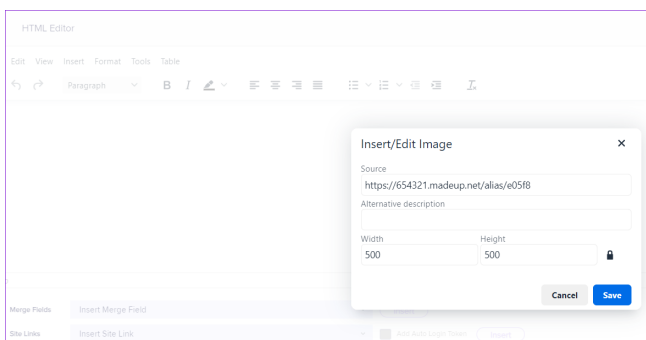 HTML Editor
Edit View Insert Format Tools Table
Paragraph B I
Insert/Edit Image
Source
https://654321.madeup.net/alias/e05f8
Alternative description
Width Height
500 500
Cancel Save
Merge Fields Insert Merge Field Insert
Site Links Insert Site Link Add Auto Login Token Insert